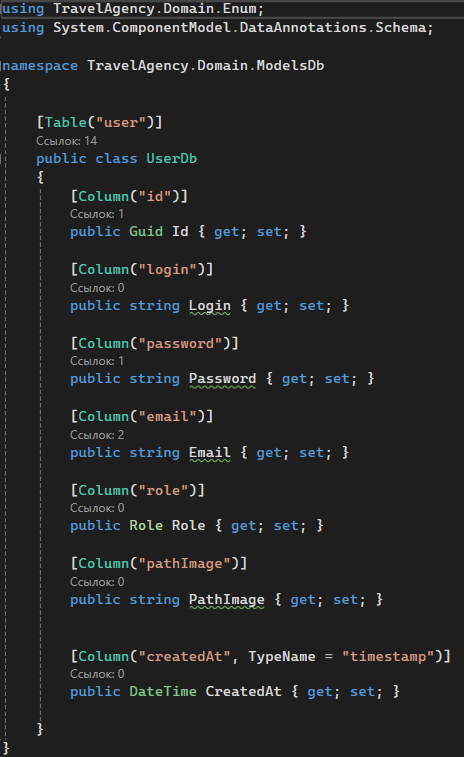 using TravelAgency.Domain.Enum;
using System.ComponentModel.DataAnnotations.Schema;
namespace TravelAgency.Domain.ModelsDb
{
[Table("user")]
Ссылок: 14
public class UserDb
{
[Column("id")]
Ссылок: 1
public Guid Id { get; set; }
[Column("login")]
Ссылок: 0
public string Login { get; set; }
[Column("password")]
Ссылок: 1
public string Password { get; set; }
[Column("email")]
Ссылок: 2
public string Email { get; set; }
[Column("role")]
Ссылок: 0
public Role Role { get; set; }
[Column("pathImage")]
Ссылок: 0
public string PathImage { get; set; }
[Column("createdAt", TypeName = "timestamp")]
Ссылок: 0
public DateTime CreatedAt { get; set; }
}
}